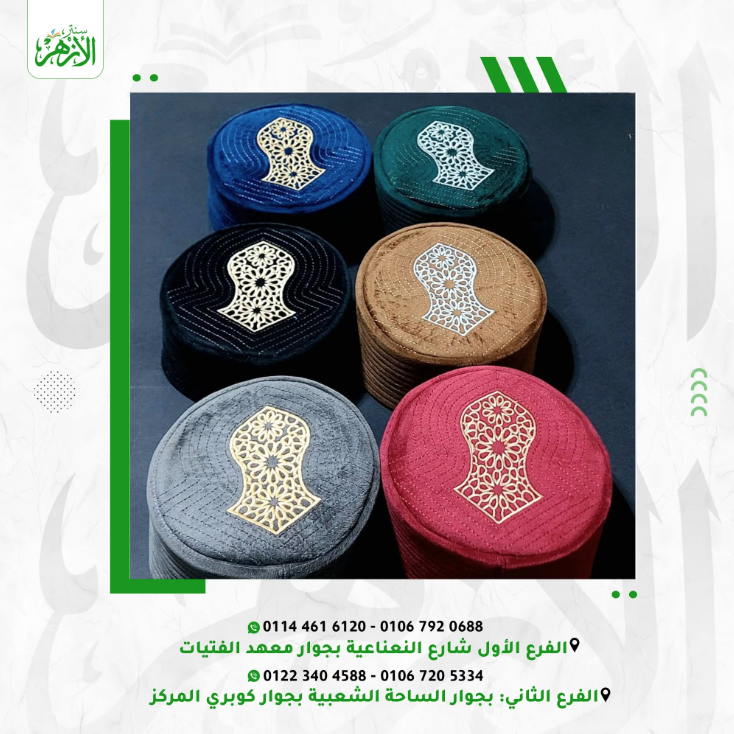 سنتر
الأزهر
0114 461 6120 - 0106 792 0688
الفرع الأول شارع النعناعية بجوار معهد الفتيات
0122 340 4588 - 0106 720 5334
الفرع الثاني: بجوار الساحة الشعبية بجوار كوبري المركز